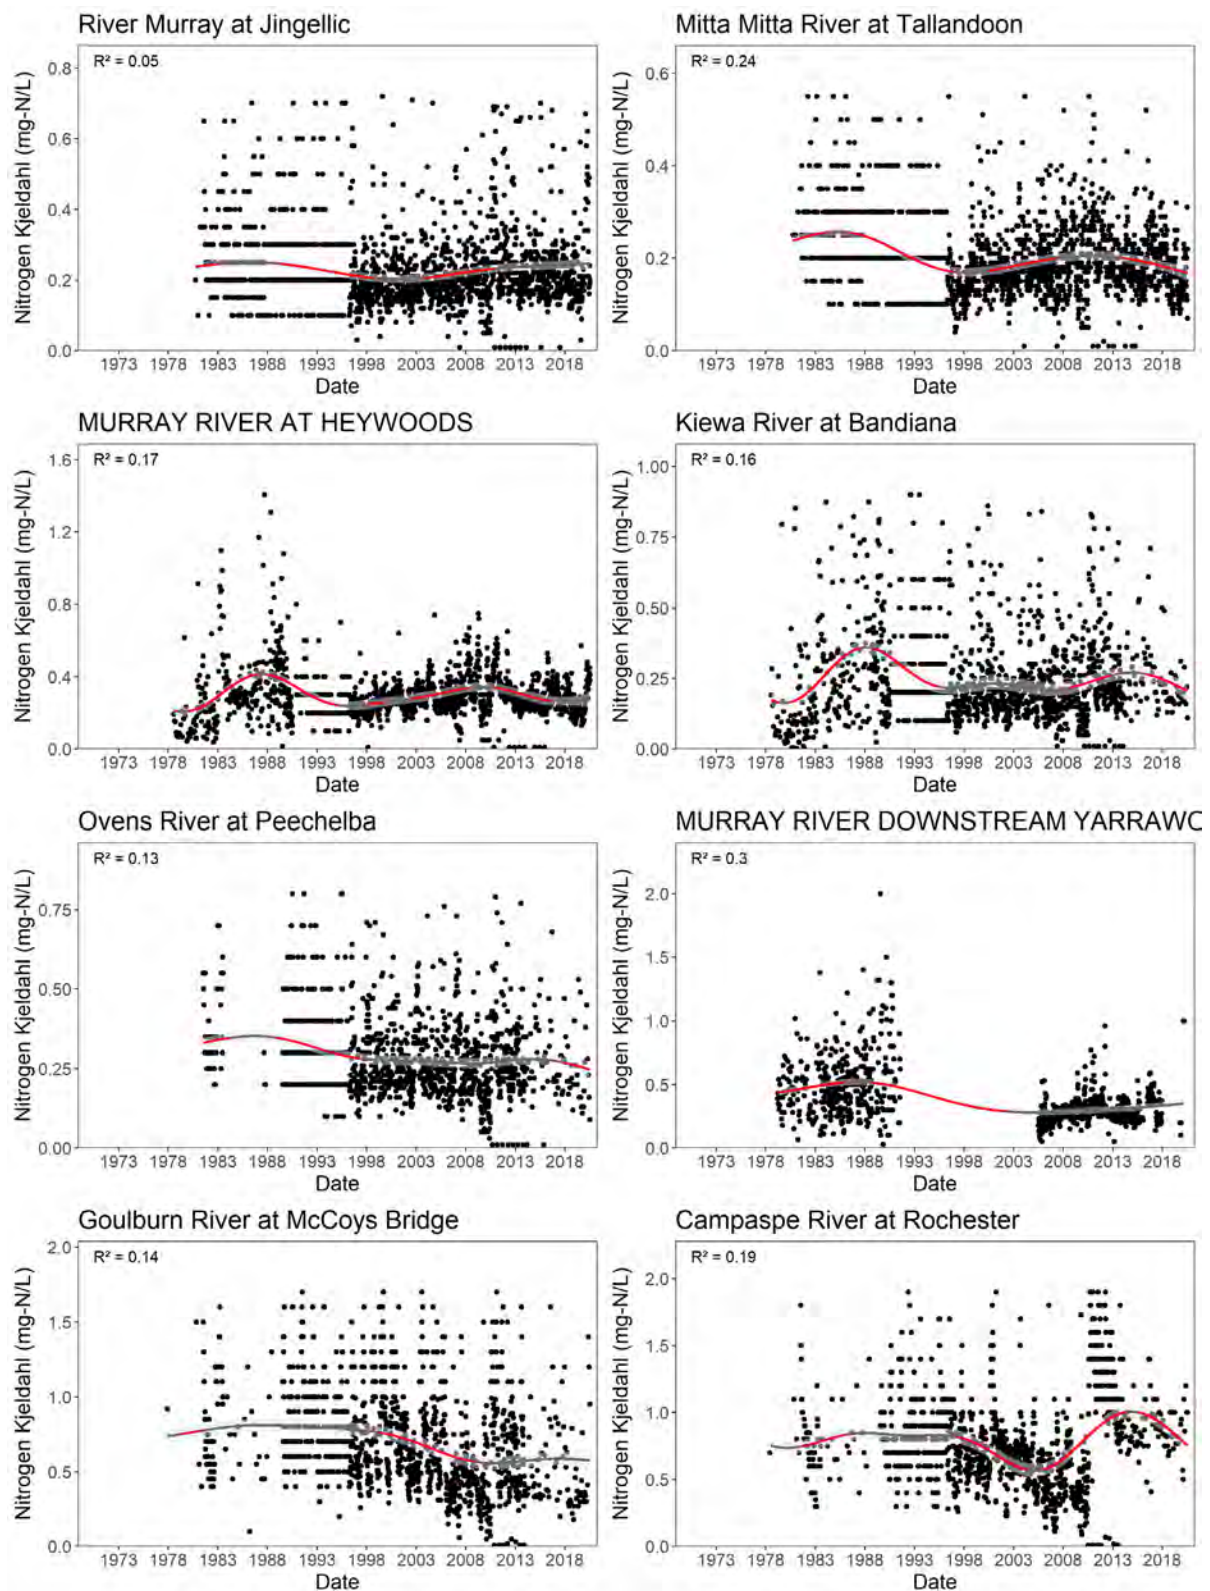 River Murray at Jingellic
R² = 0.05
Nitrogen Kjeldahl (mg-N/L)
0.8
0.6
0.4
0.2
0.0
1973 1978 1983 1988 1993 1998 2003 2008 2013 2018
Date
Mitta Mitta River at Tallandoon
R² = 0.24
Nitrogen Kjeldahl (mg-N/L)
0.6
0.4
0.2
0.0
1973 1978 1983 1988 1993 1998 2003 2008 2013 2018
Date
MURRAY RIVER AT HEYWOODS
R² = 0.17
Nitrogen Kjeldahl (mg-N/L)
1.6
1.2
0.8
0.4
0.0
1973 1978 1983 1988 1993 1998 2003 2008 2013 2018
Date
Kiewa River at Bandiana
R² = 0.16
Nitrogen Kjeldahl (mg-N/L)
1.00
0.75
0.50
0.25
0.00
1973 1978 1983 1988 1993 1998 2003 2008 2013 2018
Date
Ovens River at Peechelba
R² = 0.13
Nitrogen Kjeldahl (mg-N/L)
0.75
0.50
0.25
0.00
1973 1978 1983 1988 1993 1998 2003 2008 2013 2018
Date
MURRAY RIVER DOWNSTREAM YARRAWO
R² = 0.3
Nitrogen Kjeldahl (mg-N/L)
2.0
1.5
1.0
0.5
0.0
1973 1978 1983 1988 1993 1998 2003 2008 2013 2018
Date
Goulburn River at McCoys Bridge
R² = 0.14
Nitrogen Kjeldahl (mg-N/L)
2.0
1.5
1.0
0.5
0.0
1973 1978 1983 1988 1993 1998 2003 2008 2013 2018
Date
Campaspe River at Rochester
R² = 0.19
Nitrogen Kjeldahl (mg-N/L)
2.0
1.5
1.0
0.5
0.0
1973 1978 1983 1988 1993 1998 2003 2008 2013 2018
Date